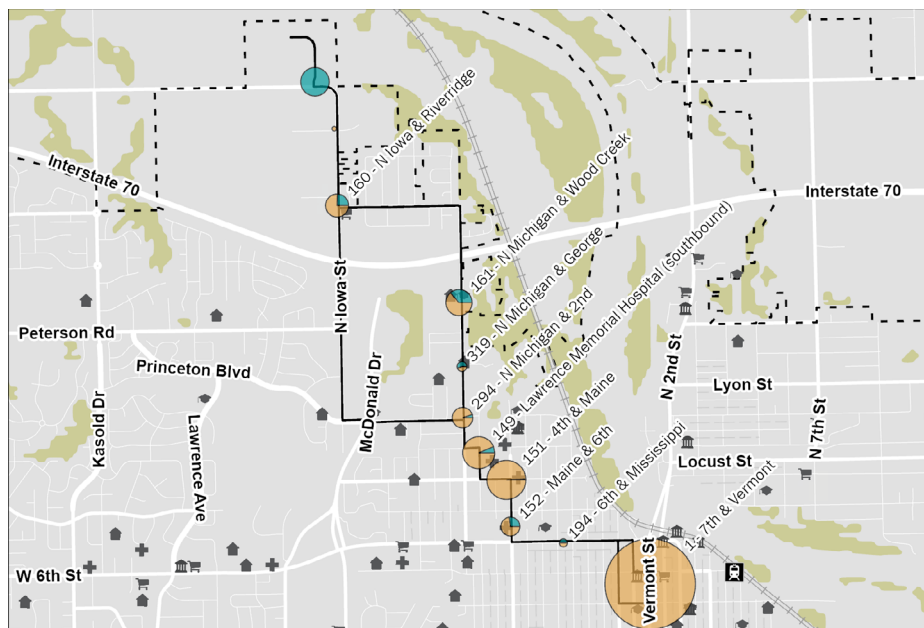 Interstate 70
160 - N Iowa & Riverridge
Interstate 70
161 - N Michigan & Wood Creek
319 - N Michigan & George
294 - N Michigan & 2nd
149 - Lawrence Memorial Hospital (southbound)
151 - 4th & Maine
152 - Maine & 6th
194 - 6th & Mississippi
7th & Vermont
N Iowa St
Peterson Rd
Princeton Blvd
McDonald Dr
Kasold Dr
Lawrence Ave
N 2nd St
Lyon St
N 7th St
Locust St
W 6th St
Vermont St